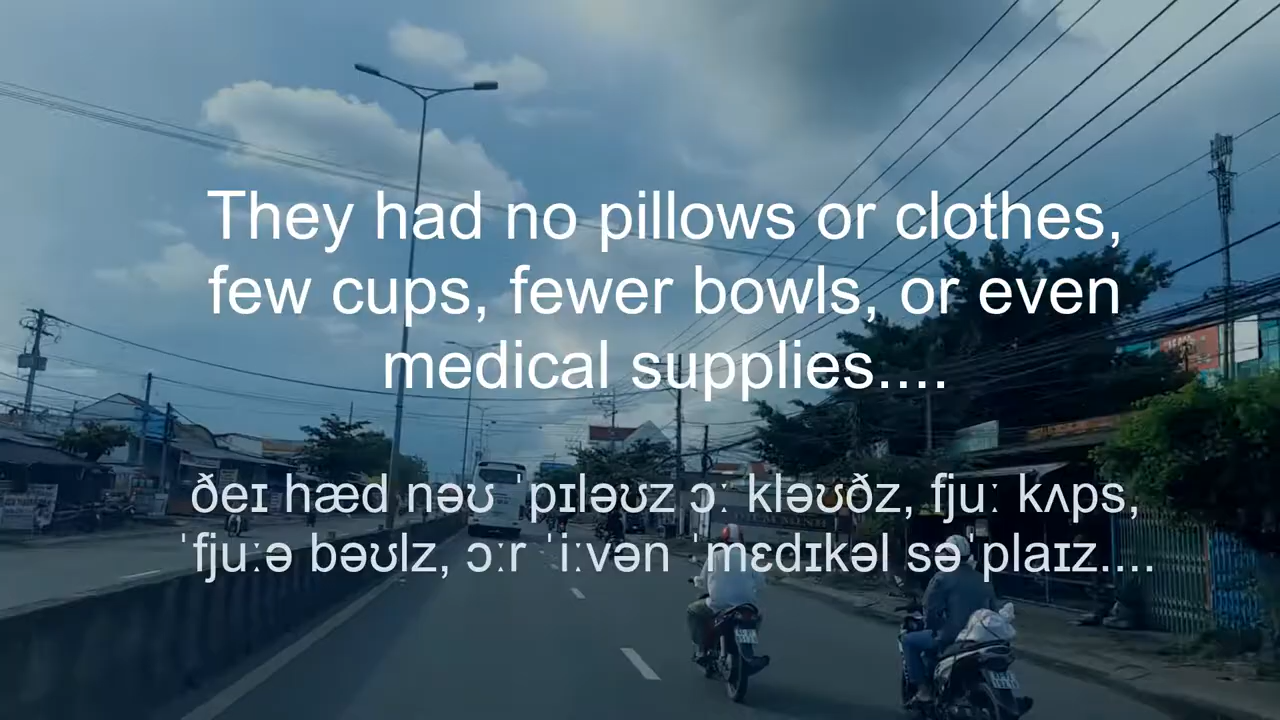 They had no pillows or clothes,
few cups, fewer bowls, or even
medical supplies....
ðeɪ hæd nəʊ ˈpɪləʊz ɔː kləʊðz, fjuː kʌps,
ˈfjuːə bəʊlz, ɔːr ˈiːvən ˈmɛdɪkəl səˈplaɪz....